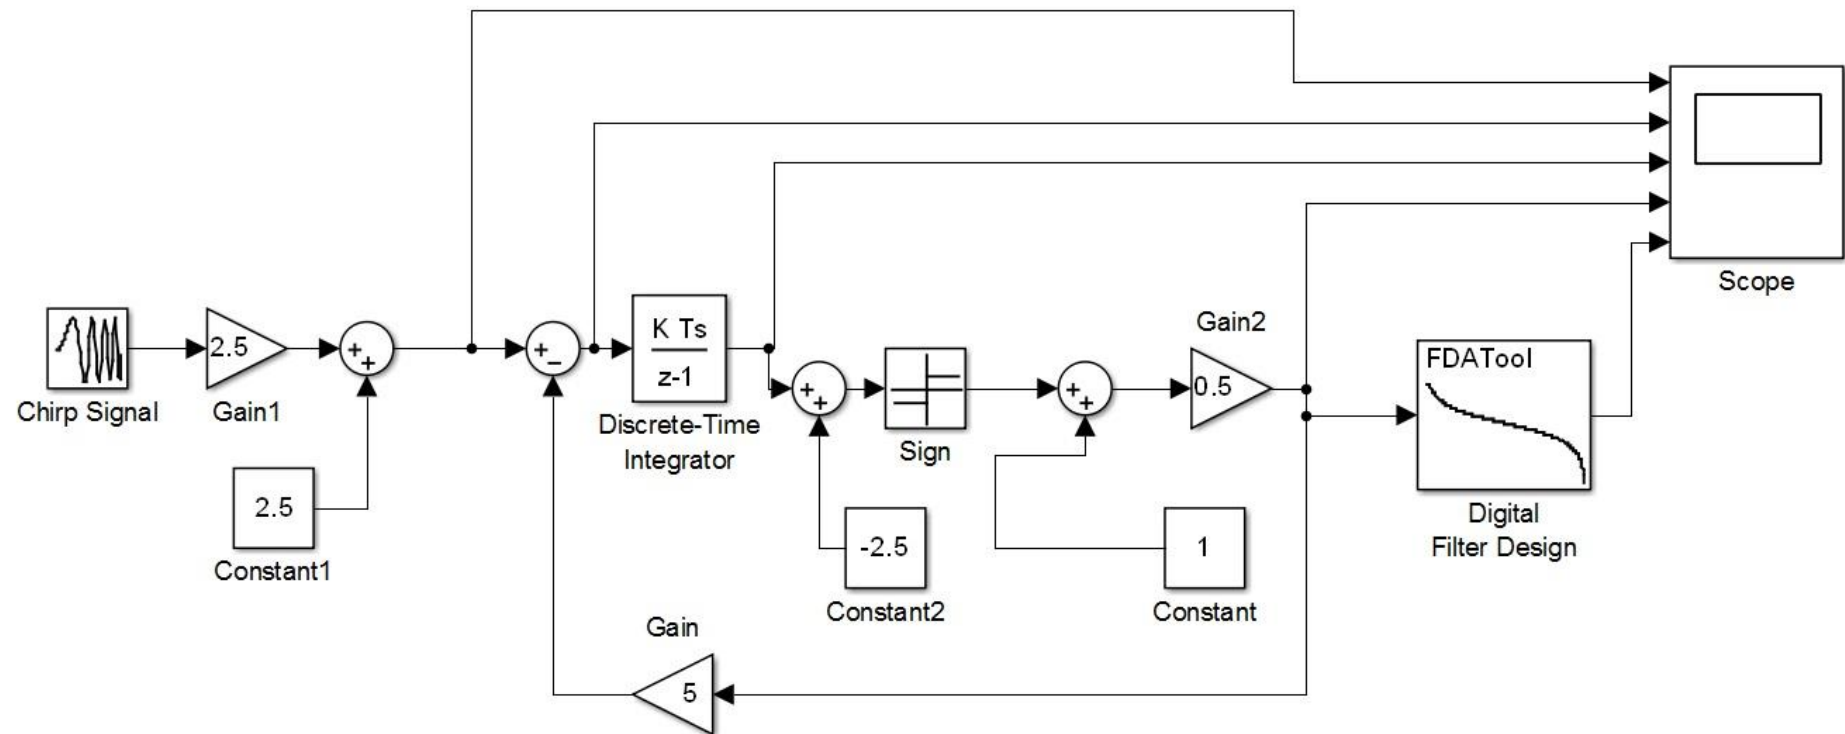 Scope
Gain2
K Ts
z-1
FDATool
2.5
0.5
Chirp Signal
Gain1
Discrete-Time
Integrator
Sign
2.5
Constant1
-2.5
Constant2
1
Constant
Digital
Filter Design
Gain
5